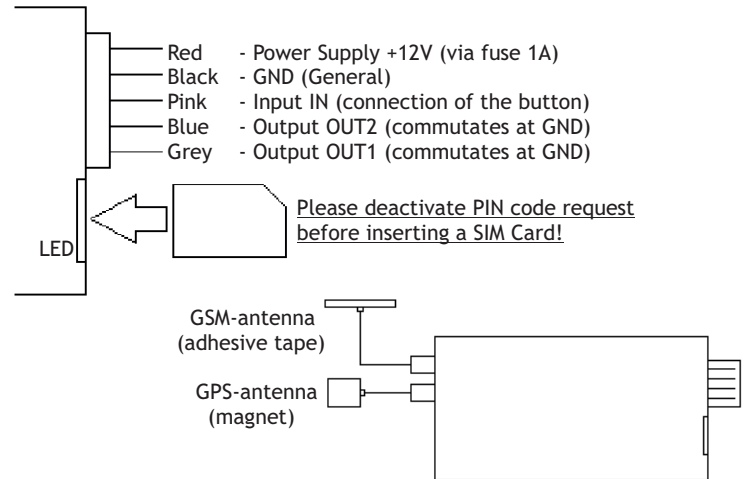 Red - Power Supply +12V (via fuse 1A)
Black - GND (General)
Pink - Input IN (connection of the button)
Blue - Output OUT2 (commutates at GND)
Grey - Output OUT1 (commutates at GND)
Please deactivate PIN code request
before inserting a SIM Card!
LED
GSM-antenna
(adhesive tape)
GPS-antenna
(magnet)